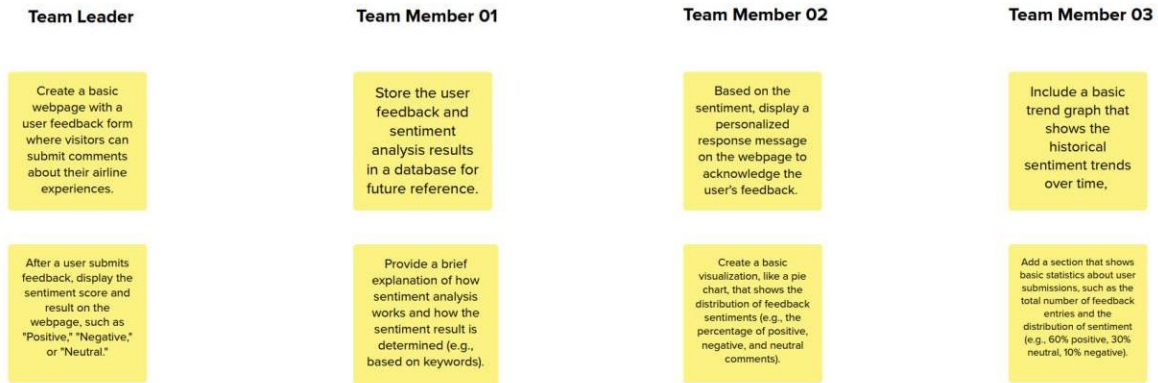 Team Leader
Team Member 01
Team Member 02
Team Member 03
Create a basic
webpage with a
user feedback form
where visitors can
submit comments
about their airline
experiences.
Store the user
feedback and
sentiment
analysis results
in a database for
future reference.
Based on the
sentiment, display a
personalized
response message
on the webpage to
acknowledge the
user's feedback.
Include a basic
trend graph that
shows the
historical
sentiment trends
over time,
After a user submits
feedback, display the
sentiment score and
result on the
webpage, such as
"Positive," "Negative,"
or "Neutral."
Provide a brief
explanation of how
sentiment analysis
works and how the
sentiment result is
determined (e.g.,
based on keywords).
Create a basic
visualization, like a pie
chart, that shows the
distribution of feedback
sentiments (e.g., the
percentage of positive,
negative, and neutral
comments).
Add a section that shows
basic statistics about user
submissions, such as the
total number of feedback
entries and the
distribution of sentiment
(e.g., 60% positive, 30%
neutral, 10% negative).